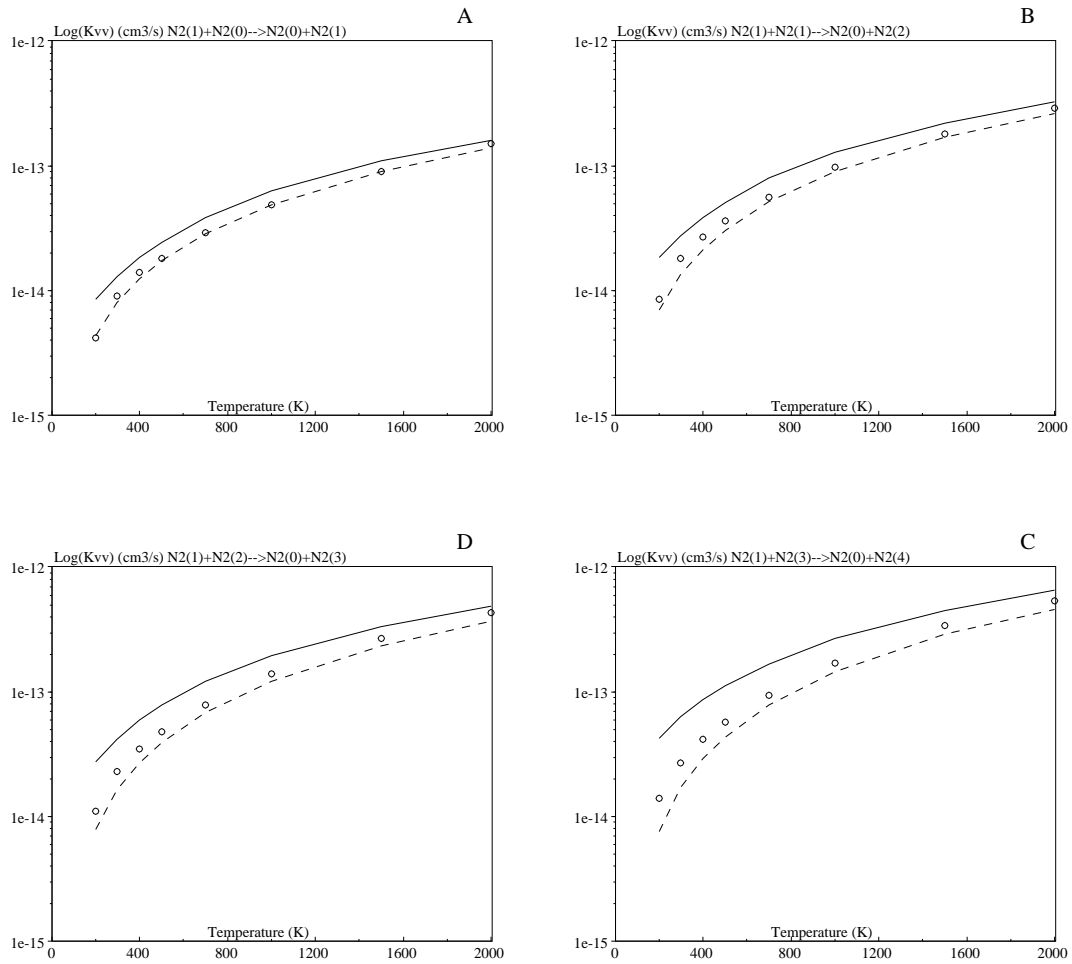 A
Log(Kvv) (cm3/s) N2(1)+N2(0)-->N2(0)+N2(1)
1e-12
1e-13
1e-14
1e-15
Temperature (K)
0 400 800 1200 1600 2000
B
Log(Kvv) (cm3/s) N2(1)+N2(1)-->N2(0)+N2(2)
1e-12
1e-13
1e-14
1e-15
Temperature (K)
0 400 800 1200 1600 2000
D
Log(Kvv) (cm3/s) N2(1)+N2(2)-->N2(0)+N2(3)
1e-12
1e-13
1e-14
1e-15
Temperature (K)
0 400 800 1200 1600 2000
C
Log(Kvv) (cm3/s) N2(1)+N2(3)-->N2(0)+N2(4)
1e-12
1e-13
1e-14
1e-15
Temperature (K)
0 400 800 1200 1600 2000